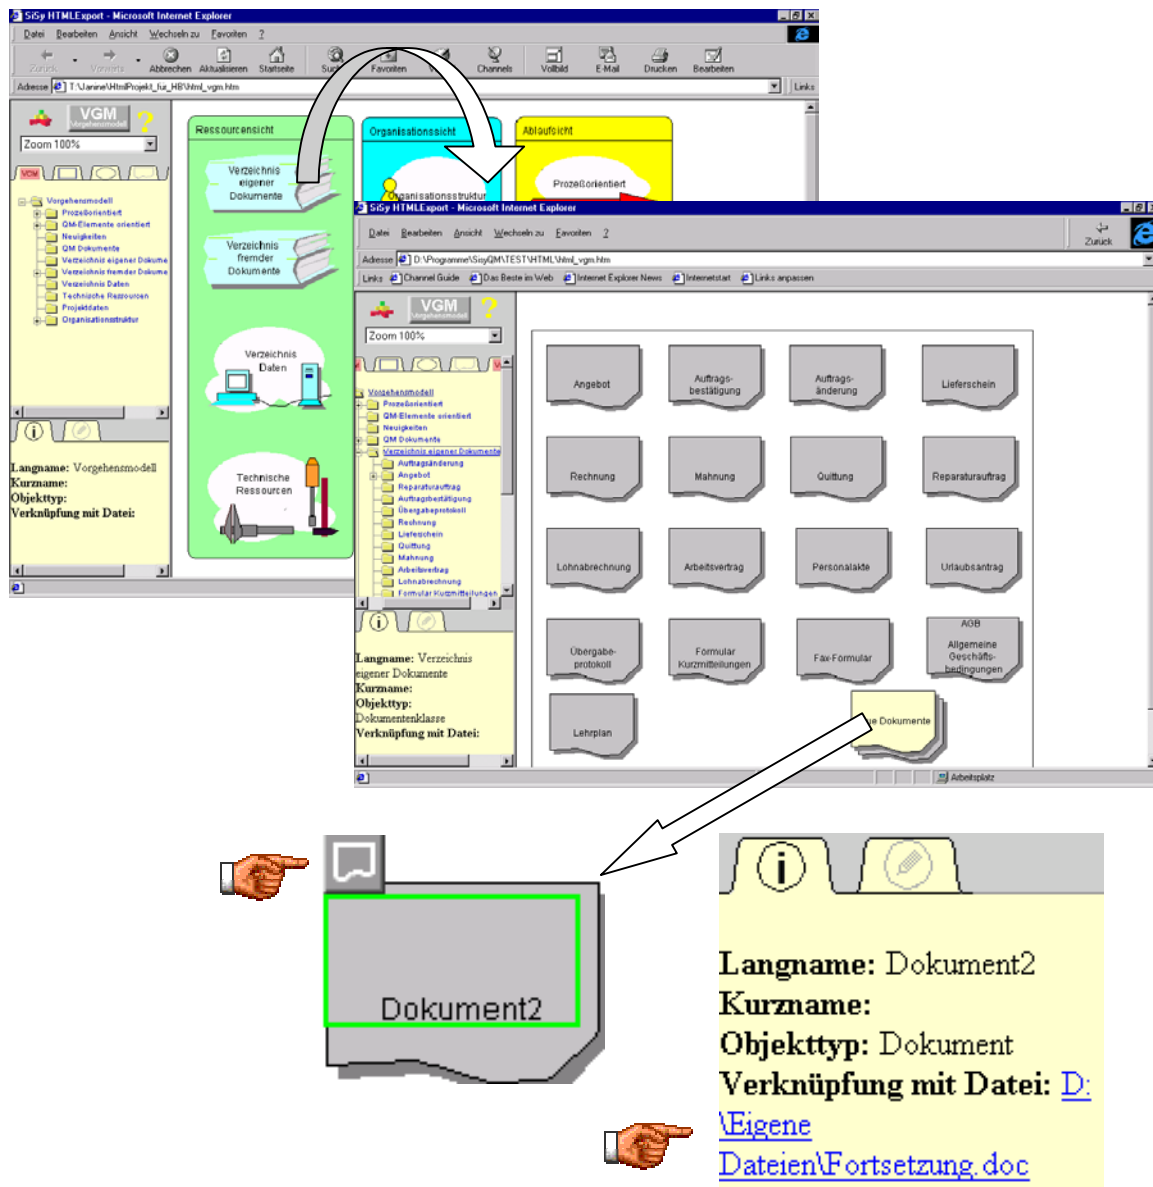 SiSy HTMLExport - Microsoft Internet Explorer
Datei Bearbeiten Ansicht Wechseln zu Favoriten ?
Zurück Vorwärts Abbrechen Aktualisieren Startseite Favoriten Channels Vollbild E-Mail Drucken Bearbeiten
Adresse T:\Janine\HtmlProjekt_für_HB\html_vgm.htm Links
VGM
Vorgehensmodell
?
Zoom 100%
VGM
Vorgehensmodell
Prozeßorientiert
QM-Elemente orientiert
Neuigkeiten
QM Dokumente
Verzeichnis eigener Dokume
Verzeichnis fremder Dokume
Verzeichnis Daten
Technische Ressourcen
Projektdaten
Organisationsstruktur
Langname: Vorgehensmodell
Kurzname:
Objekttyp:
Verknüpfung mit Datei:
Ressourcensicht
Verzeichnis
eigener
Dokumente
Verzeichnis
fremder
Dokumente
Verzeichnis
Daten
Technische
Ressourcen
Organisationssicht
Organisationsstruktur
Ablaufsicht
Prozeßorientiert
SiSy HTMLExport - Microsoft Internet Explorer
Datei Bearbeiten Ansicht Wechseln zu Favoriten ?
Zurück
Adresse D:\Programme\SisyQM\TEST\HTML\html_vgm.htm
Links Channel Guide Das Beste im Web Internet Explorer News Internetstart Links anpassen
VGM
Vorgehensmodell
?
Zoom 100%
Vorgehensmodell
Prozeßorientiert
QM-Elemente orientiert
Neuigkeiten
QM Dokumente
Verzeichnis eigener Dokumente
Auftragsänderung
Angebot
Reparaturauftrag
Auftragsbestätigung
Übergabeprotokoll
Rechnung
Lieferschein
Quittung
Mahnung
Arbeitsvertrag
Lohnabrechnung
Formular Kurzmitteilungen
Langname: Verzeichnis
eigener Dokumente
Kurzname:
Objekttyp:
Dokumentenklasse
Verknüpfung mit Datei:
Angebot
Auftrags-
bestätigung
Auftrags-
änderung
Lieferschein
Rechnung
Mahnung
Quittung
Reparaturauftrag
Lohnabrechnung
Arbeitsvertrag
Personalakte
Urlaubsantrag
Übergabe-
protokoll
Formular
Kurzmitteilungen
Fax-Formular
AGB
Allgemeine
Geschäfts-
bedingungen
Lehrplan
ue Dokumente
Arbeitsplatz
Dokument2
Langname: Dokument2
Kurzname:
Objekttyp: Dokument
Verknüpfung mit Datei: D:
\Eigene
Dateien\Fortsetzung.doc